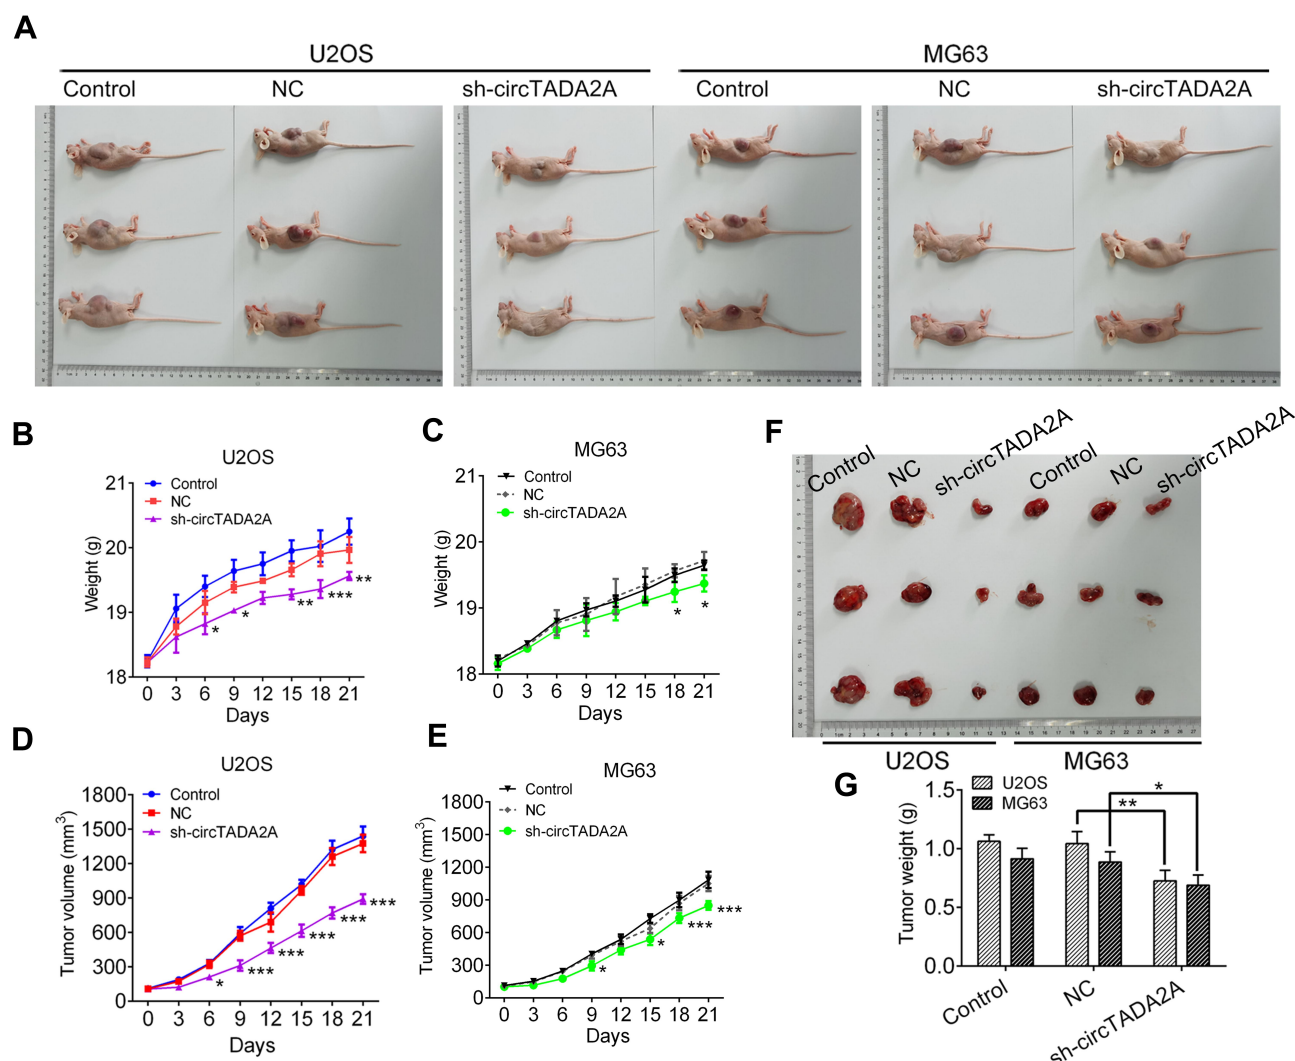 A
U2OS
MG63
Control
NC
sh-circTADA2A
Control
NC
sh-circTADA2A
B
U2OS
Control
NC
sh-circTADA2A
Weight (g)
21
20
19
18
*
*
**
***
**
0 3 6 9 12 15 18 21
Days
C
MG63
Control
NC
sh-circTADA2A
Weight (g)
21
20
19
18
*
*
0 3 6 9 12 15 18 21
Days
F
Control
NC
sh-circTADA2A
Control
NC
sh-circTADA2A
U2OS
MG63
D
U2OS
Control
NC
sh-circTADA2A
Tumor volume (mm3)
1800
1500
1200
900
600
300
0
*
***
***
***
***
***
0 3 6 9 12 15 18 21
Days
E
MG63
Control
NC
sh-circTADA2A
Tumor volume (mm3)
1800
1500
1200
900
600
300
0
*
*
***
***
0 3 6 9 12 15 18 21
Days
G
U2OS
MG63
**
*
Tumor weight (g)
1.5
1.0
0.5
0.0
Control
NC
sh-circTADA2A